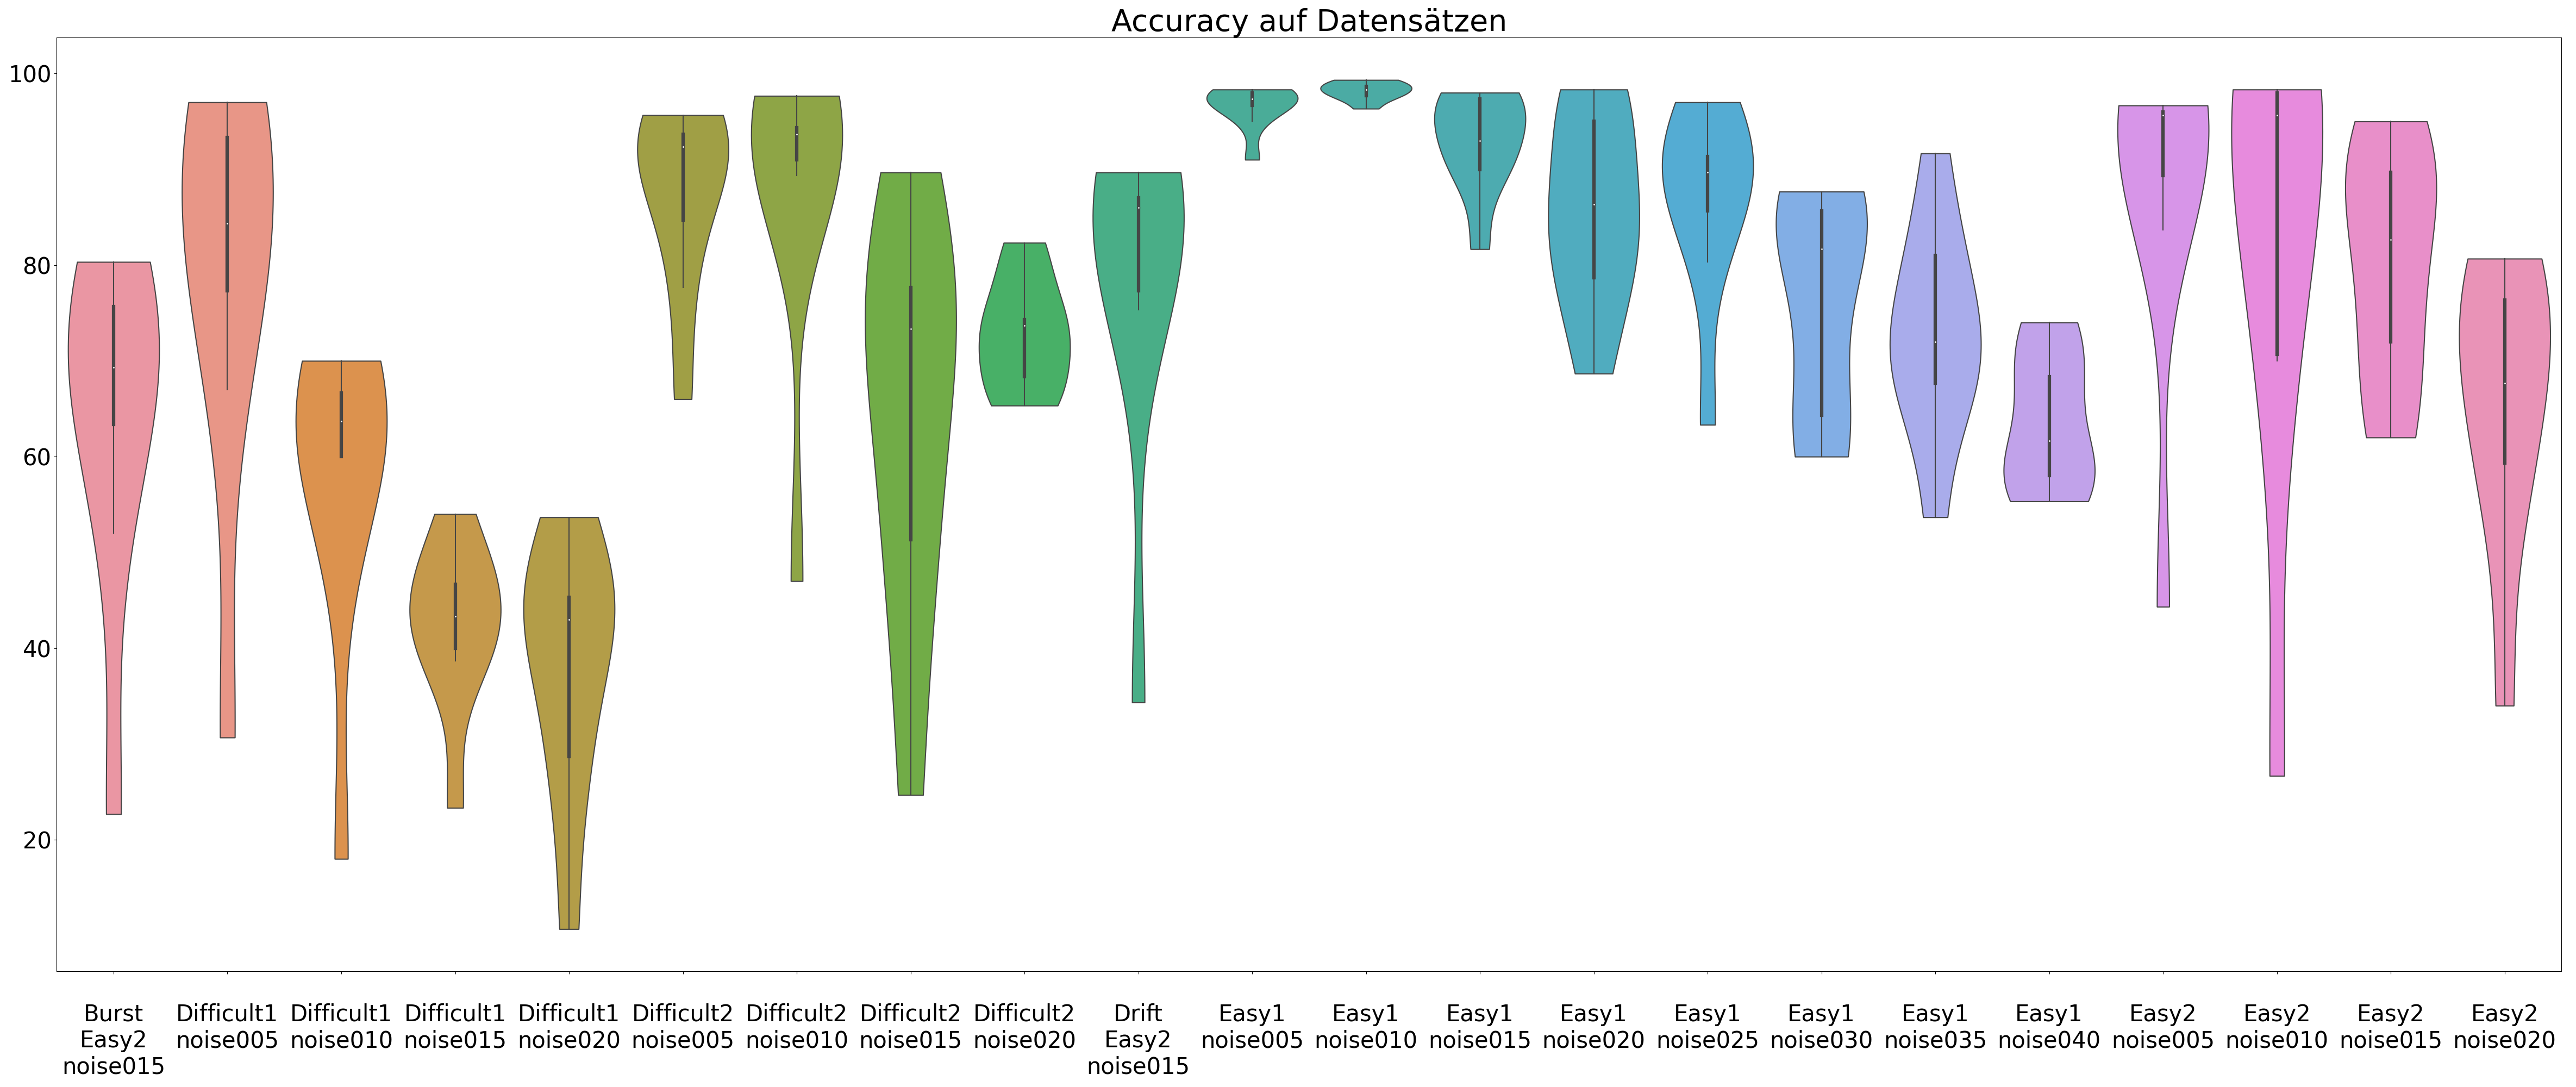 Accuracy auf Datensätzen
100
80
60
40
20
Burst
Easy2
noise015
Difficult1
noise005
Difficult1
noise010
Difficult1
noise015
Difficult1
noise020
Difficult2
noise005
Difficult2
noise010
Difficult2
noise015
Difficult2
noise020
Drift
Easy2
noise015
Easy1
noise005
Easy1
noise010
Easy1
noise015
Easy1
noise020
Easy1
noise025
Easy1
noise030
Easy1
noise035
Easy1
noise040
Easy2
noise005
Easy2
noise010
Easy2
noise015
Easy2
noise020